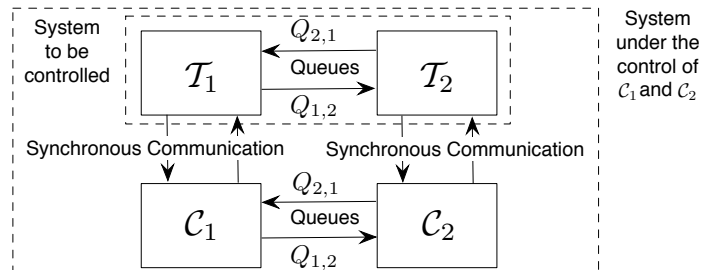 System
to be
controlled
Q2,1
T1
Queues
T2
Q1,2
System
under the
control of
C1 and C2
Synchronous Communication
Synchronous Communication
Q2,1
C1
Queues
C2
Q1,2